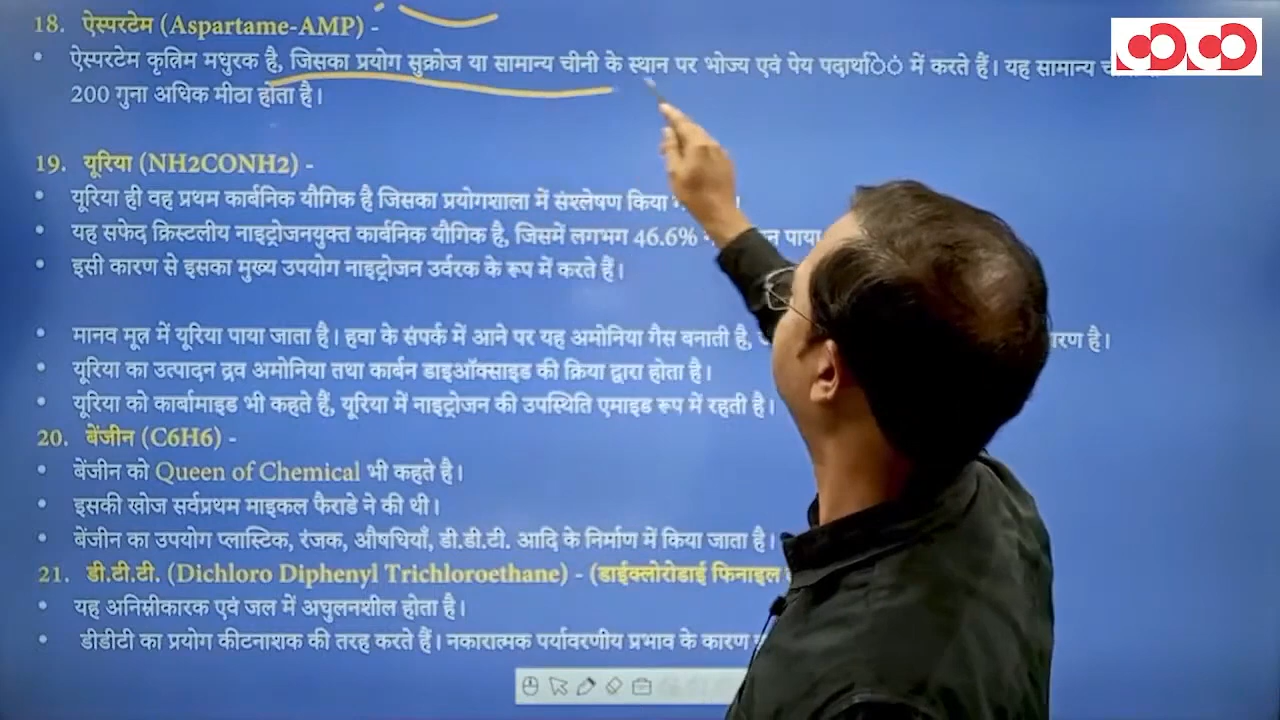 18. ऐस्परटेम (Aspartame-AMP) -
• ऐस्परटेम कृत्रिम मधुरक है, जिसका प्रयोग सुक्रोज या सामान्य चीनी के स्थान पर भोज्य एवं पेय पदार्थाें में करते हैं। यह सामान्य
200 गुना अधिक मीठा होता है।
19. यूरिया (NH2CONH2) -
• यूरिया ही वह प्रथम कार्बनिक यौगिक है जिसका प्रयोगशाला में संश्लेषण किया
• यह सफेद क्रिस्टलीय नाइट्रोजनयुक्त कार्बनिक यौगिक है, जिसमें लगभग 46.6% पाया
• इसी कारण से इसका मुख्य उपयोग नाइट्रोजन उर्वरक के रूप में करते हैं।
• मानव मूत्र में यूरिया पाया जाता है। हवा के संपर्क में आने पर यह अमोनिया गैस बनाती है, है।
• यूरिया का उत्पादन द्रव अमोनिया तथा कार्बन डाइऑक्साइड की क्रिया द्वारा होता है।
• यूरिया को कार्बामाइड भी कहते हैं, यूरिया में नाइट्रोजन की उपस्थिति एमाइड रूप में रहती है।
20. बेंजीन (C6H6) -
• बेंजीन को Queen of Chemical भी कहते है।
• इसकी खोज सर्वप्रथम माइकल फैराडे ने की थी।
• बेंजीन का उपयोग प्लास्टिक, रंजक, औषधियाँ, डी.डी.टी. आदि के निर्माण में किया जाता है।
21. डी.टी.टी. (Dichloro Diphenyl Trichloroethane) - (डाईक्लोरोडाई फिनाइल
• यह अनिम्नीकारक एवं जल में अघुलनशील होता है।
• डीडीटी का प्रयोग कीटनाशक की तरह करते हैं। नकारात्मक पर्यावरणीय प्रभाव के कारण